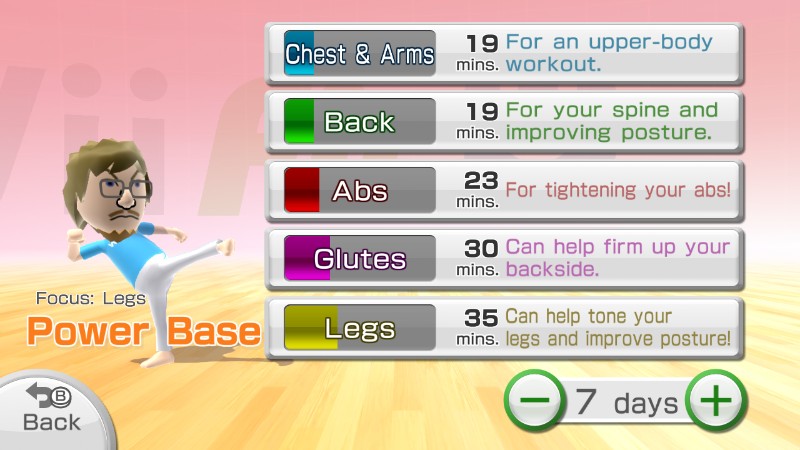 Chest & Arms
19 mins.
For an upper-body
workout.
Back
19 mins.
For your spine and
improving posture.
Abs
23 mins.
For tightening your abs!
Glutes
30 mins.
Can help firm up your
backside.
Legs
35 mins.
Can help tone your
legs and improve posture!
Focus: Legs
Power Base
B
Back
7 days
Wii Fit U